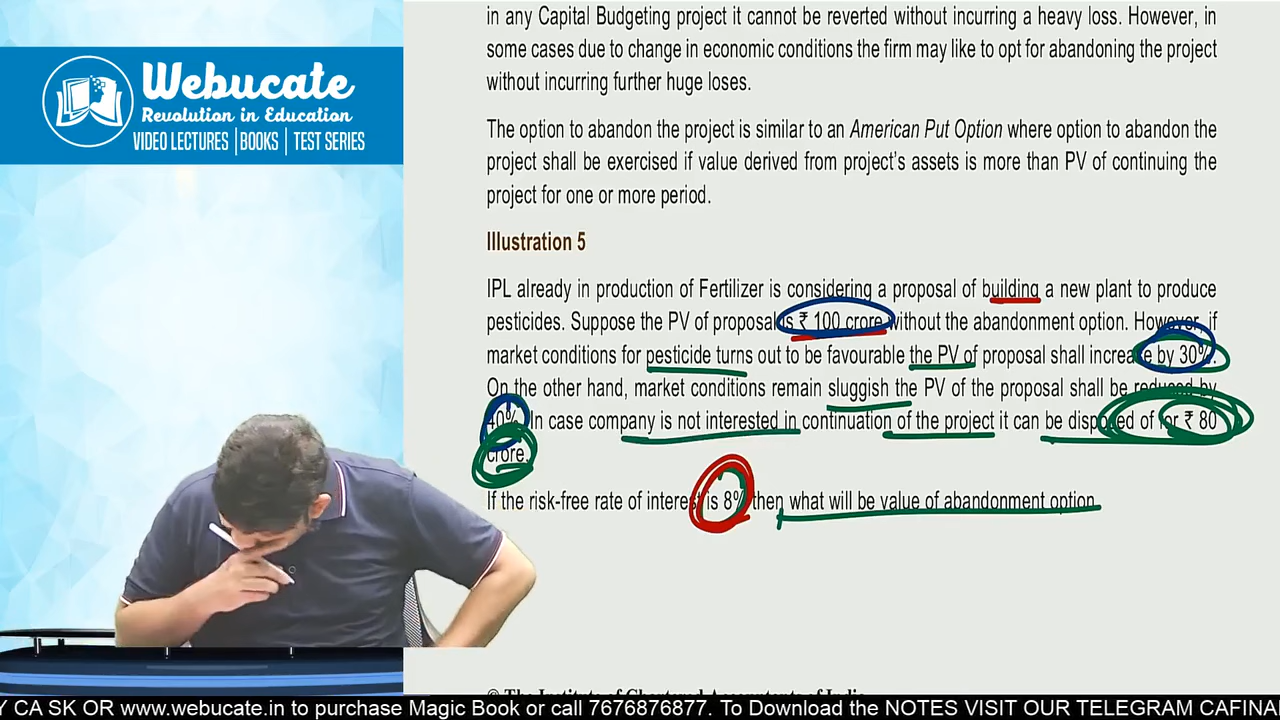 in any Capital Budgeting project it cannot be reverted without incurring a heavy loss. However, in
some cases due to change in economic conditions the firm may like to opt for abandoning the project
without incurring further huge loses.
Webucate
Revolution in Education
VIDEO LECTURES | BOOKS | TEST SERIES
The option to abandon the project is similar to an American Put Option where option to abandon the
project shall be exercised if value derived from project's assets is more than PV of continuing the
project for one or more period.
Illustration 5
IPL already in production of Fertilizer is considering a proposal of building a new plant to produce
pesticides. Suppose the PV of proposal is ₹ 100 crore without the abandonment option. However, if
market conditions for pesticide turns out to be favourable the PV of proposal shall increase by 30%.
On the other hand, market conditions remain sluggish the PV of the proposal shall be reduced by
40%. In case company is not interested in continuation of the project it can be disposed of for ₹ 80
crore.
If the risk-free rate of interest is 8% then what will be value of abandonment option
© The Institute of Chartered Accountants of India
Y CA SK OR www.webucate.in to purchase Magic Book or call 7676876877. To Download the NOTES VISIT OUR TELEGRAM CAFINA